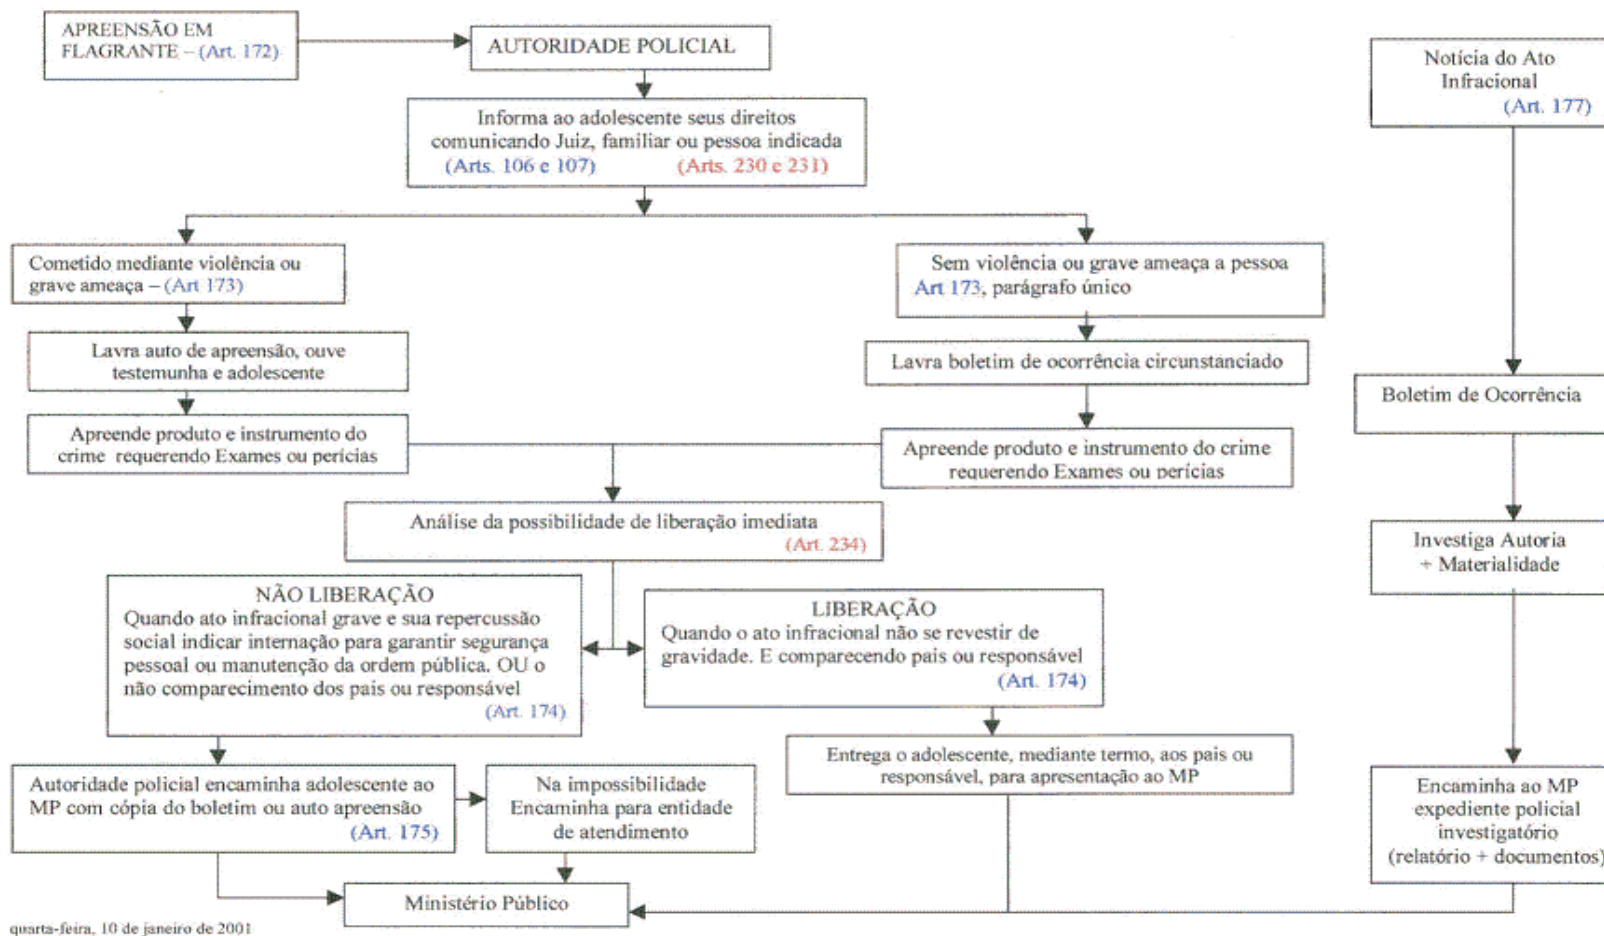 APREENSÃO EM
FLAGRANTE – (Art. 172)
AUTORIDADE POLICIAL
Notícia do Ato
Infracional
(Art. 177)
Informa ao adolescente seus direitos
comunicando Juiz, familiar ou pessoa indicada
(Arts. 106 e 107) (Arts. 230 e 231)
Cometido mediante violência ou
grave ameaça – (Art 173)
Sem violência ou grave ameaça a pessoa
Art 173, parágrafo único
Lavra auto de apreensão, ouve
testemunha e adolescente
Lavra boletim de ocorrência circunstanciado
Boletim de Ocorrência
Apreende produto e instrumento do
crime requerendo Exames ou perícias
Apreende produto e instrumento do crime
requerendo Exames ou perícias
Análise da possibilidade de liberação imediata
(Art. 234)
Investiga Autoria
+ Materialidade
NÃO LIBERAÇÃO
Quando ato infracional grave e sua repercussão
social indicar internação para garantir segurança
pessoal ou manutenção da ordem pública. OU o
não comparecimento dos pais ou responsável
(Art. 174)
LIBERAÇÃO
Quando o ato infracional não se revestir de
gravidade. E comparecendo pais ou responsável
(Art. 174)
Autoridade policial encaminha adolescente ao
MP com cópia do boletim ou auto apreensão
(Art. 175)
Na impossibilidade
Encaminha para entidade
de atendimento
Entrega o adolescente, mediante termo, aos pais ou
responsável, para apresentação ao MP
Encaminha ao MP
expediente policial
investigatório
(relatório + documentos)
Ministério Público
quarta-feira, 10 de janeiro de 2001